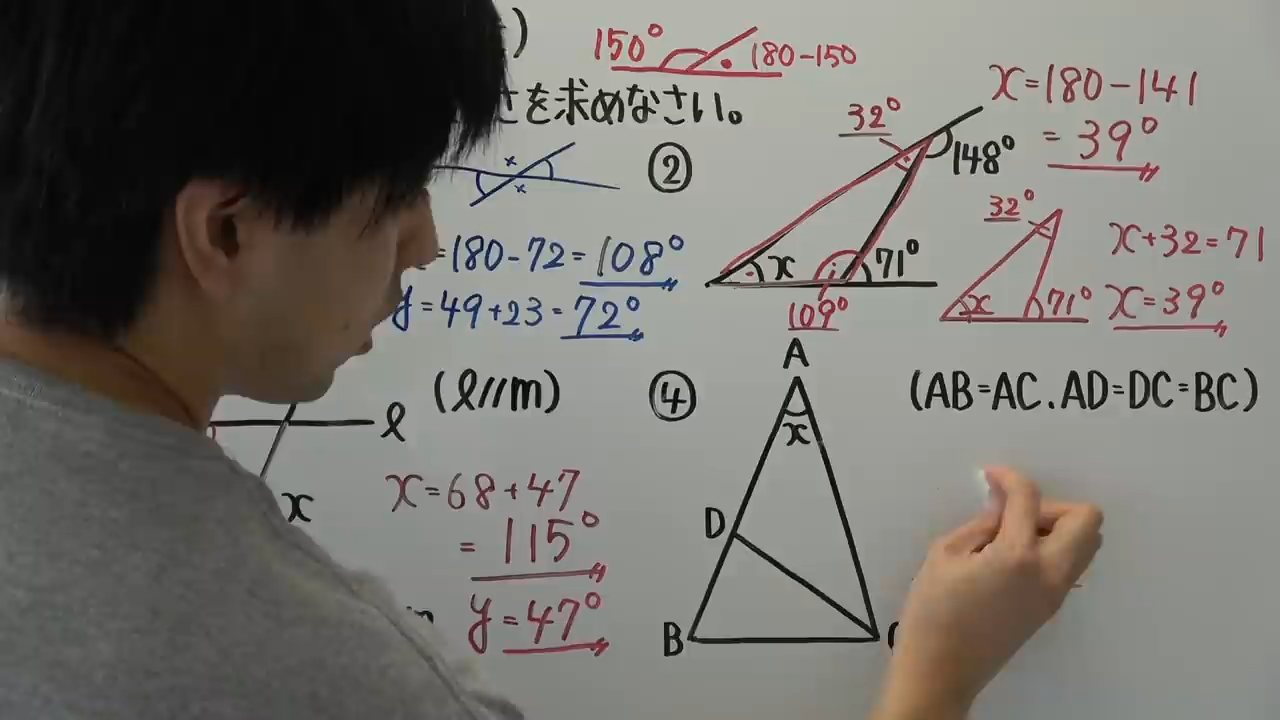 )
150° 180-150
さを求めなさい。
x x
=180-72=108°
y=49+23=72°
②
32°
148°
x 71°
109°
x=180-141
=39°
32°
x 71°
x+32=71
x=39°
(l//m)
l
x
x=68+47
=115°
y=47°
④
A
x
D
B
(AB=AC.AD=DC=BC)